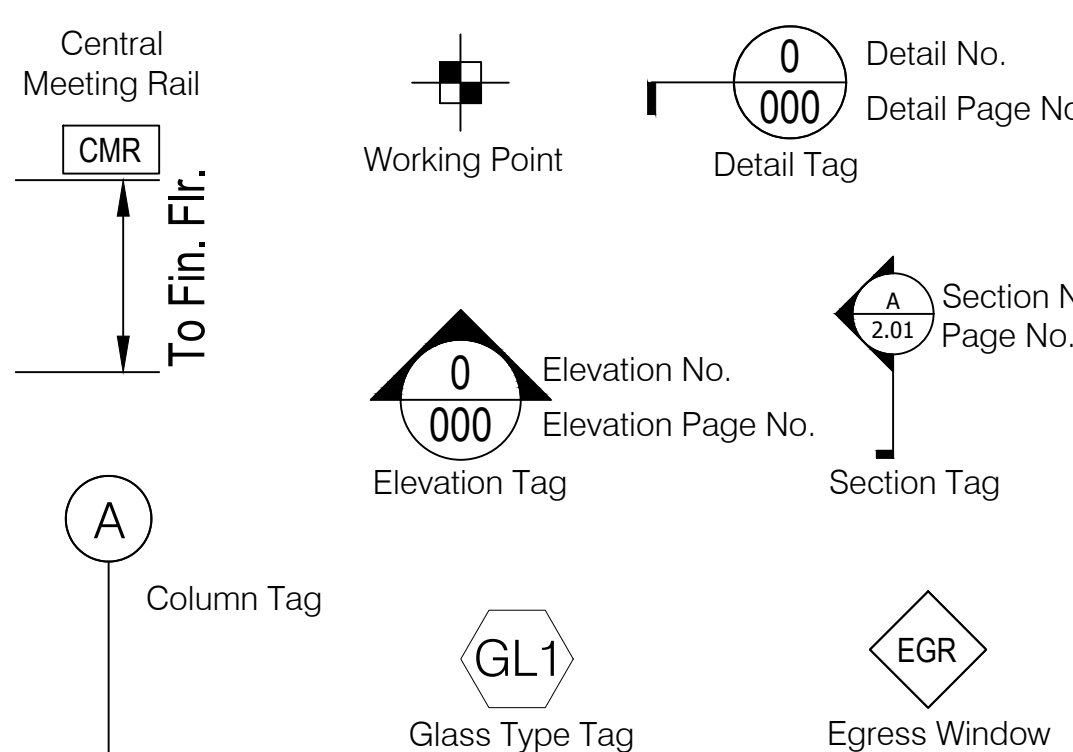 Central
Meeting Rail
CMR
To Fin. Flr.
Working Point
0
000
Detail No.
Detail Page
Detail Tag
0
000
Elevation No.
Elevation Page No.
Elevation Tag
A
2.01
Section
Page No.
Section Tag
A
Column Tag
GL1
Glass Type Tag
EGR
Egress Window